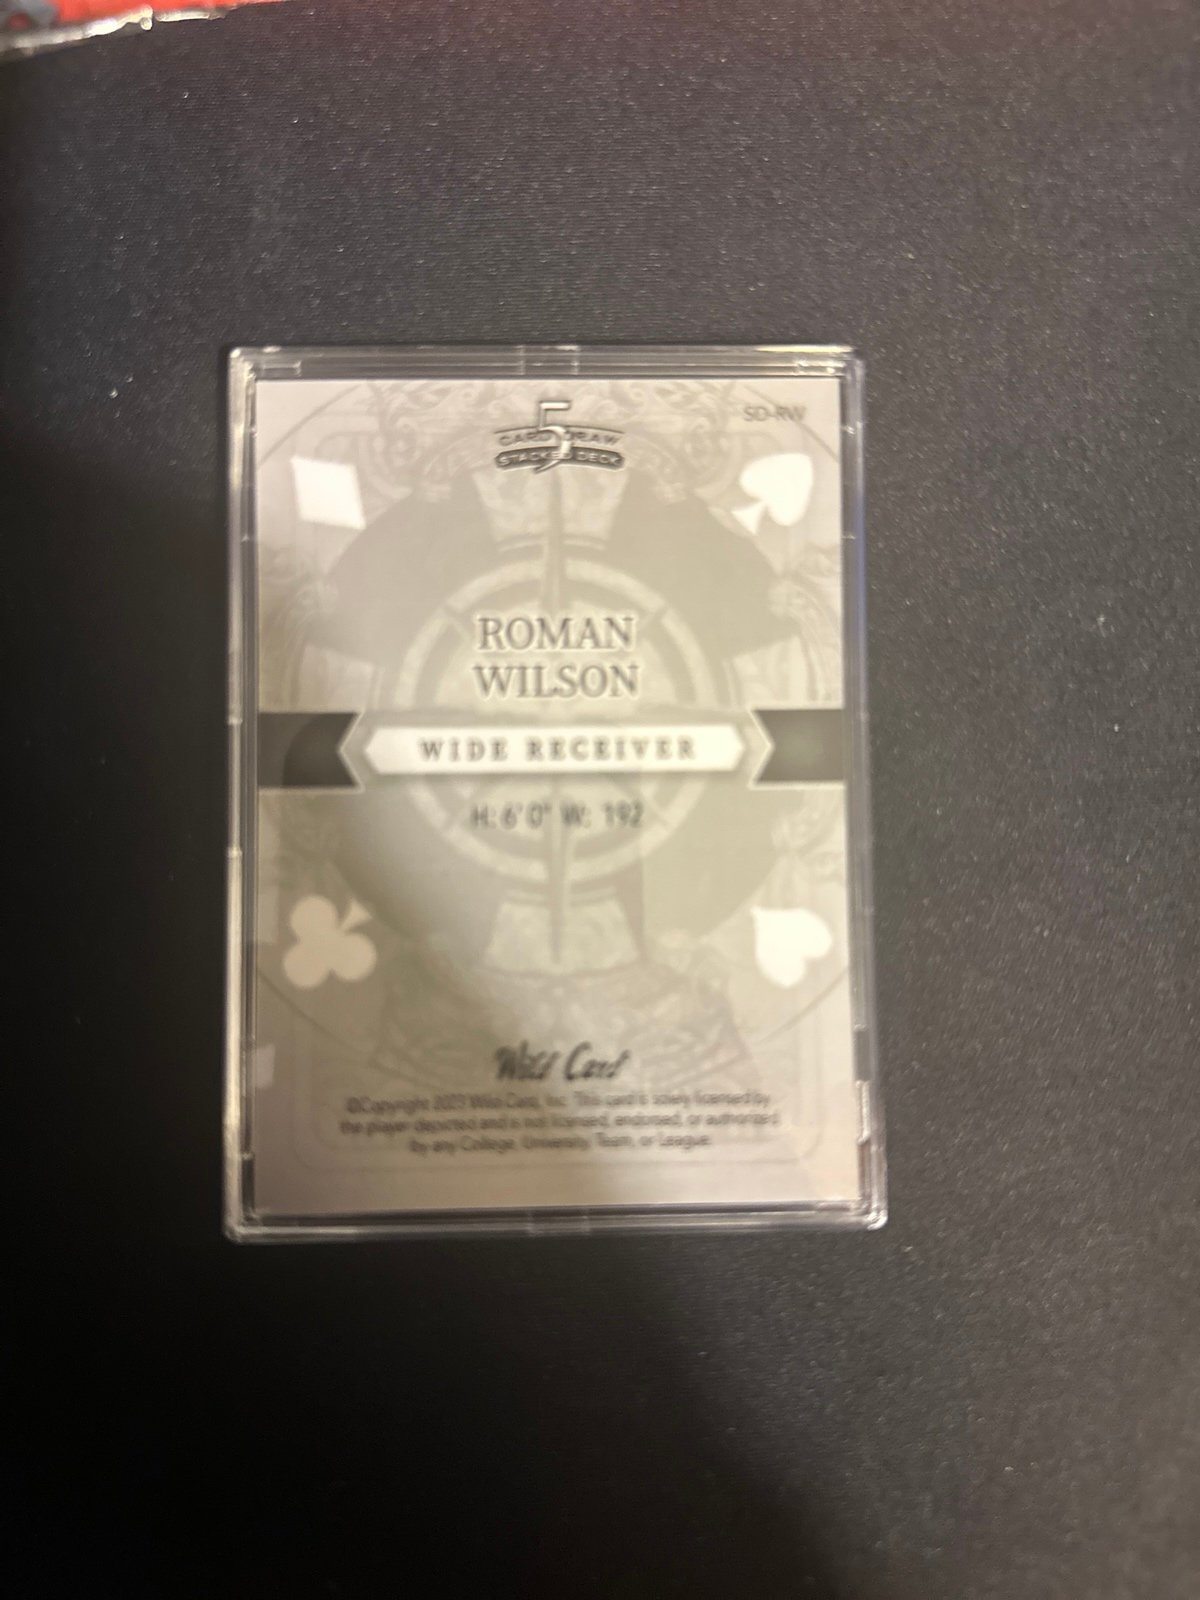 5
CARD DRAW
STACKED DECK
SD-RW
ROMAN
WILSON
WIDE RECEIVER
H: 6' 0" W: 192
Wild Card
©Copyright 2023 Wild Card, Inc. This card is solely licensed by
the player depicted and is not licensed, endorsed, or authorized
by any College, University, Team, or League.